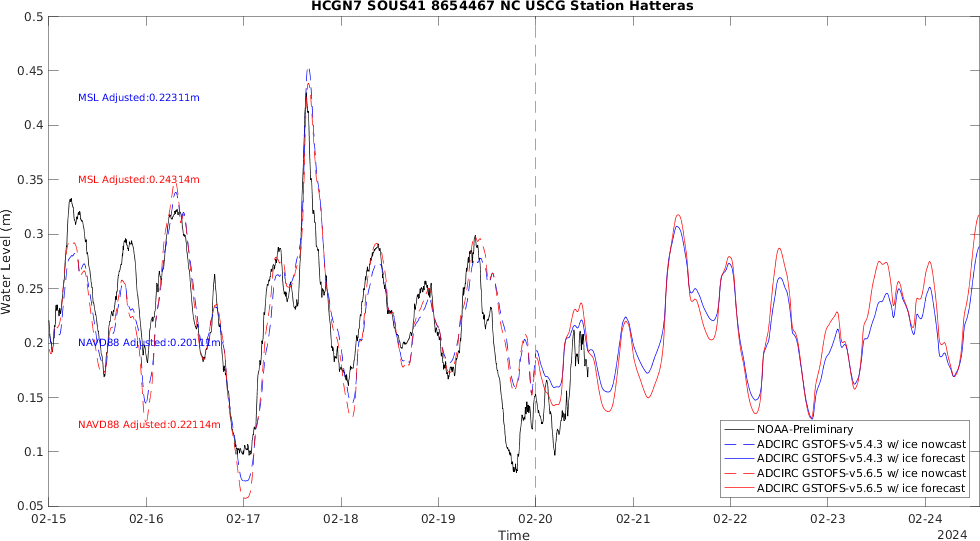 HCGN7 SOUS41 8654467 NC USCG Station Hatteras
0.5
0.45
0.4
0.35
0.3
0.25
0.2
0.15
0.1
0.05
Water Level (m)
MSL Adjusted:0.22311m
MSL Adjusted:0.24314m
NAVD88 Adjusted:0.20111m
NAVD88 Adjusted:0.22114m
NOAA-Preliminary
ADCIRC GSTOFS-v5.4.3 w/ ice nowcast
ADCIRC GSTOFS-v5.4.3 w/ ice forecast
ADCIRC GSTOFS-v5.6.5 w/ ice nowcast
ADCIRC GSTOFS-v5.6.5 w/ ice forecast
02-15 02-16 02-17 02-18 02-19 02-20 02-21 02-22 02-23 02-24
Time
2024